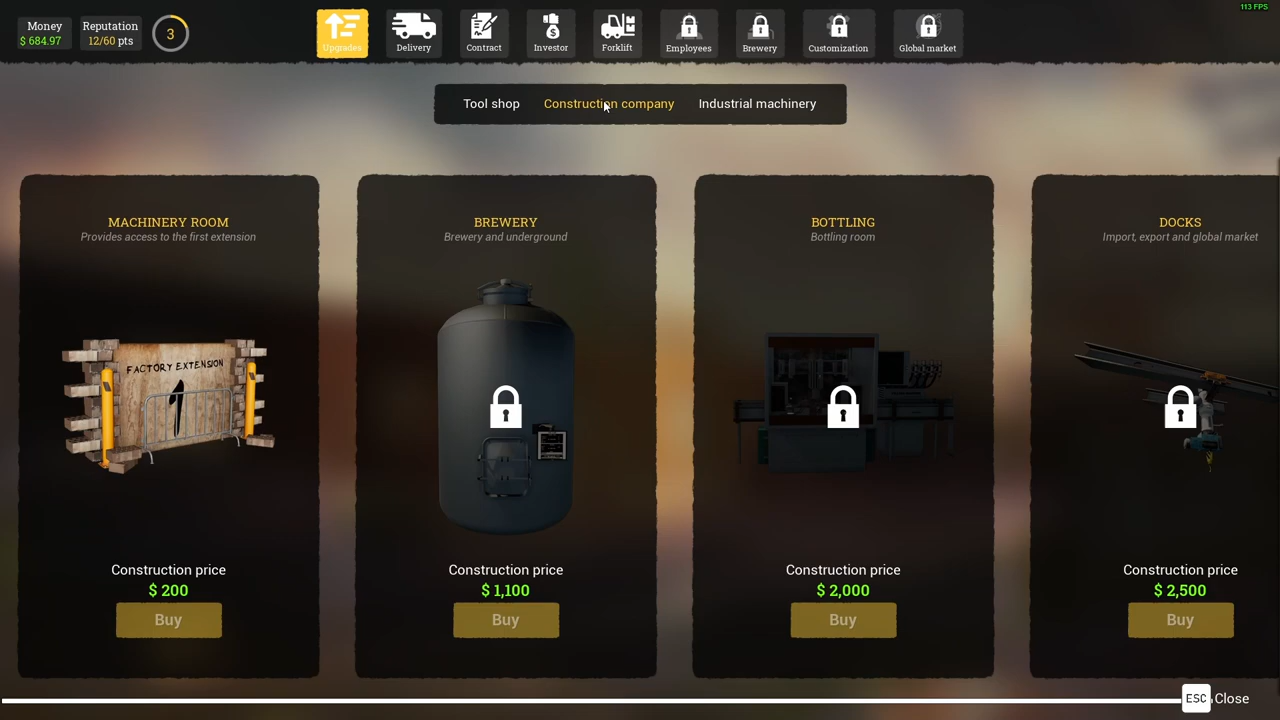 113 FPS
Money
$ 684.97
Reputation
12/60 pts
3
Upgrades
Delivery
Contract
Investor
Forklift
Employees
Brewery
Customization
Global market
Tool shop
Construction company
Industrial machinery
MACHINERY ROOM
Provides access to the first extension
FACTORY EXTENSION
1
Construction price
$ 200
Buy
BREWERY
Brewery and underground
Construction price
$ 1,100
Buy
BOTTLING
Bottling room
Construction price
$ 2,000
Buy
DOCKS
Import, export and global market
Construction price
$ 2,500
Buy
ESC Close